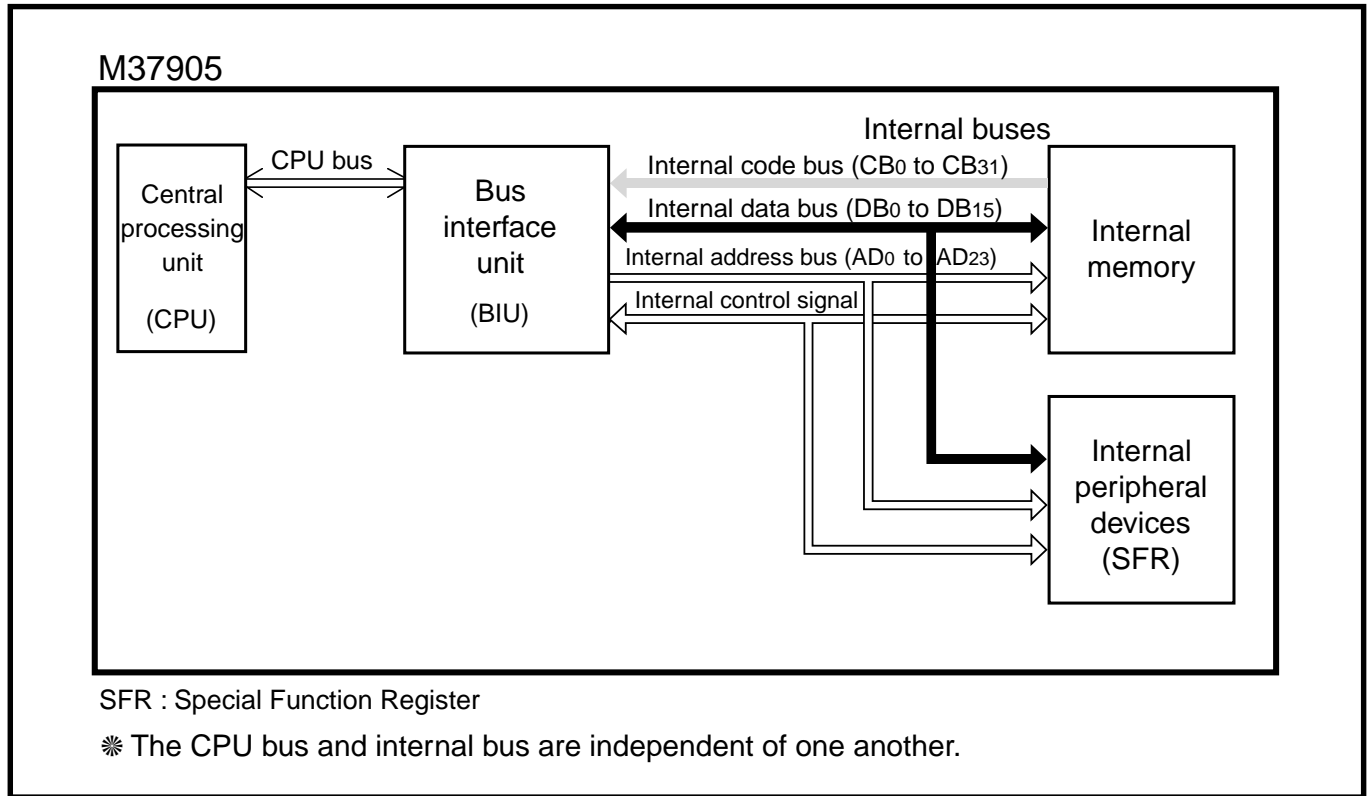 M37905
Internal buses
CPU bus
Internal code bus (CB0 to CB31)
Internal data bus (DB0 to DB15)
Internal address bus (AD0 to AD23)
Internal control signal
Central
processing
unit
(CPU)
Bus
interface
unit
(BIU)
Internal
memory
Internal
peripheral
devices
(SFR)
SFR : Special Function Register
❋ The CPU bus and internal bus are independent of one another.